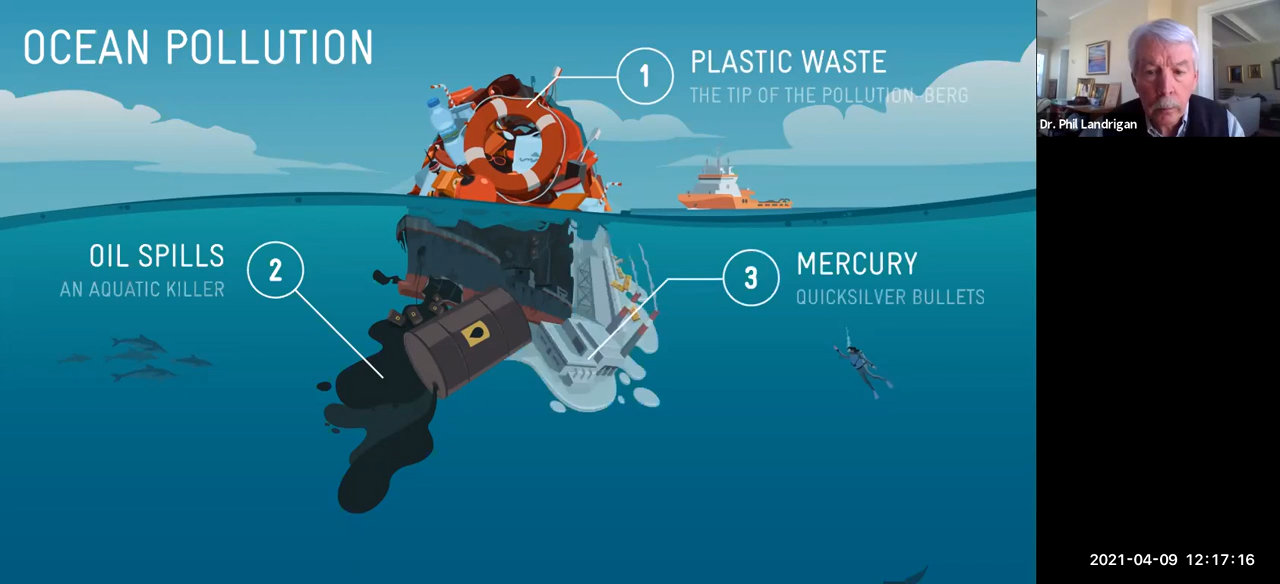 OCEAN POLLUTION
1
PLASTIC WASTE
THE TIP OF THE POLLUTION-BERG
Dr. Phil Landrigan
OIL SPILLS
AN AQUATIC KILLER
2
3
MERCURY
QUICKSILVER BULLETS
2021-04-09 12:17:16